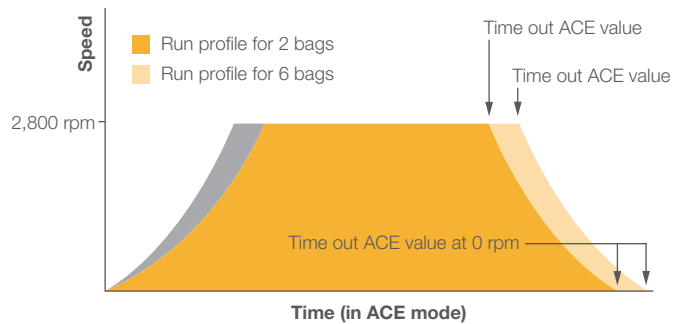 Speed
Run profile for 2 bags
Run profile for 6 bags
Time out ACE value
Time out ACE value
2,800 rpm
Time out ACE value at 0 rpm
Time (in ACE mode)